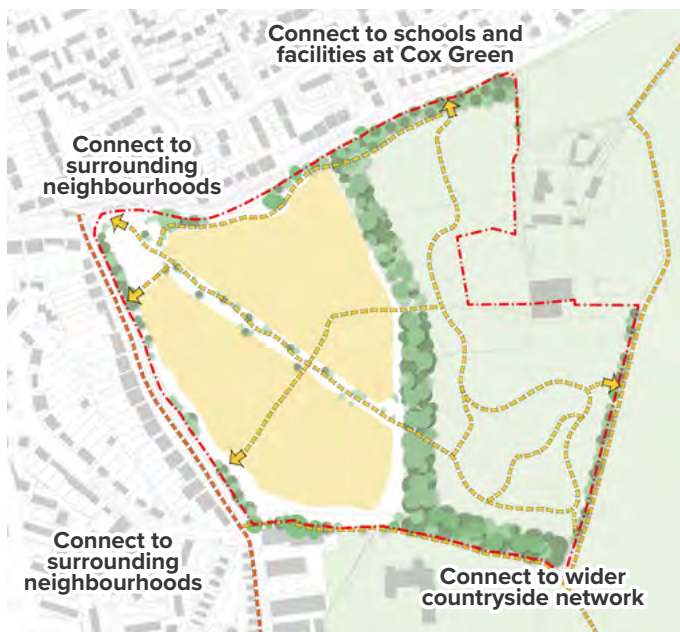 Connect to schools and
facilities at Cox Green
Connect to
surrounding
neighbourhoods
Connect to
surrounding
neighbourhoods
Connect to wider
countryside network